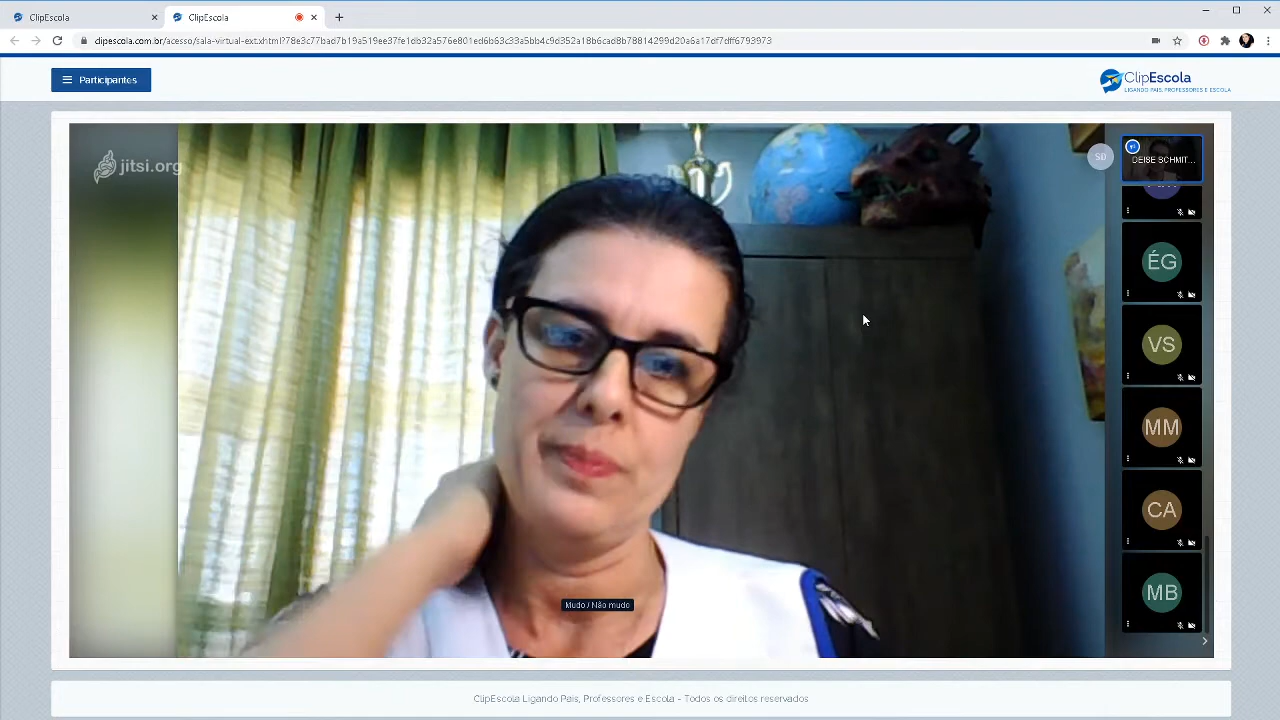 ClipEscola
ClipEscola
clipescola.com.br/acesso/sala-virtual-ext.xhtml?78e3c77bad7b19a519ee37fe1db32a576e801ed6b63c33a5bb4c9d352a18b6cad8b78814299d20a6a17df7dff6793973
Participantes
ClipEscola
LIGANDO PAIS, PROFESSORES E ESCOLA
jitsi.org
SD
DEISE SCHMIT...
ÉG
VS
MM
CA
MB
Mudo / Não mudo
ClipEscola Ligando Pais, Professores e Escola - Todos os direitos reservados